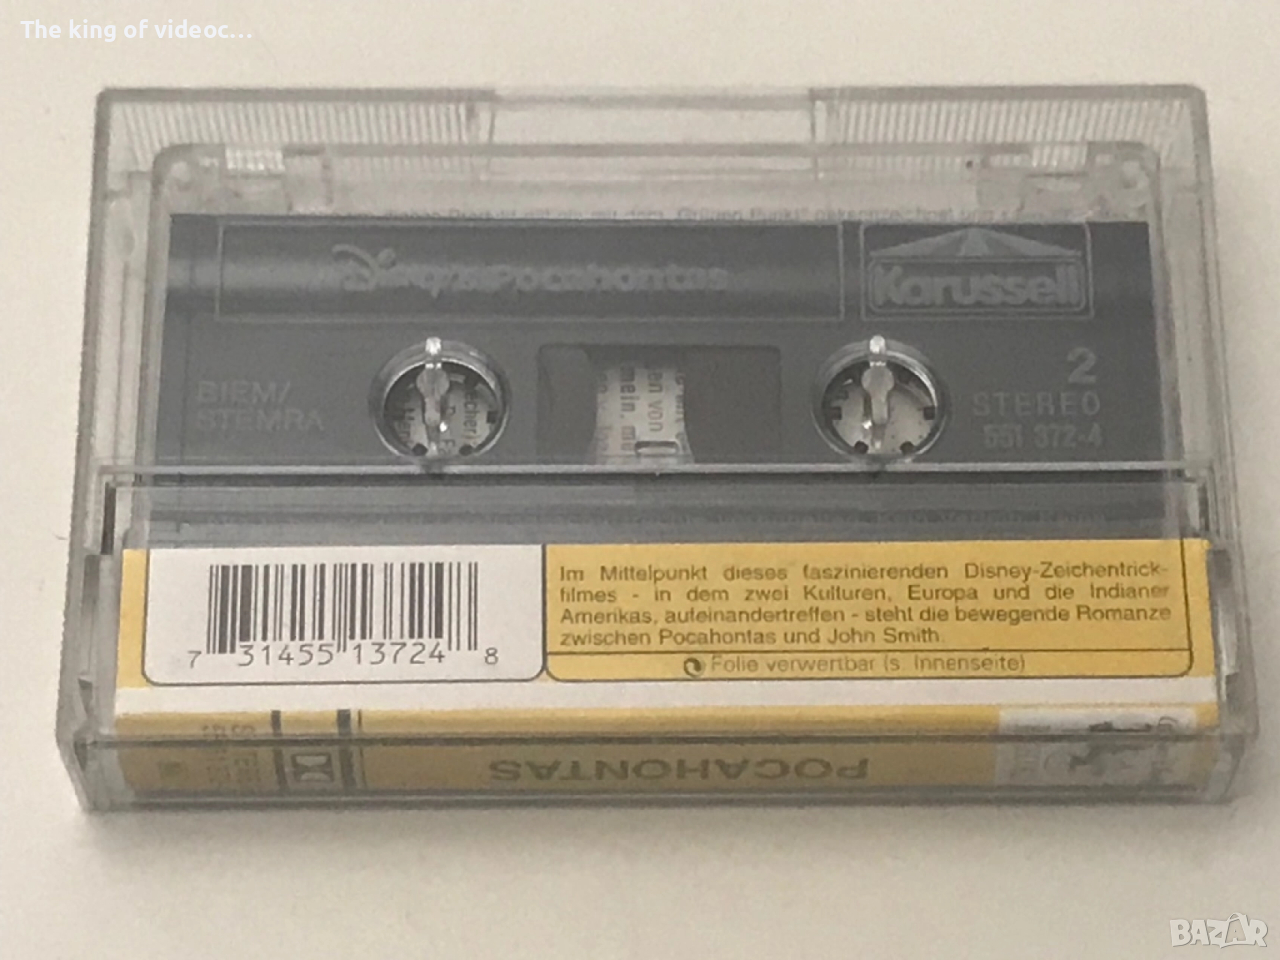 The king of videoc...
Disney's Pocahontas
Karussell
BIEM/
STEMRA
2
STEREO
551 372-4
Im Mittelpunkt dieses faszinierenden Disney-Zeichentrick-
filmes - in dem zwei Kulturen, Europa und die Indianer
Amerikas, aufeinandertreffen - steht die bewegende Romanze
zwischen Pocahontas und John Smith.
Folie verwertbar (s. Innenseite)
7 31455 13724 8
POCAHONTAS
BAZAR